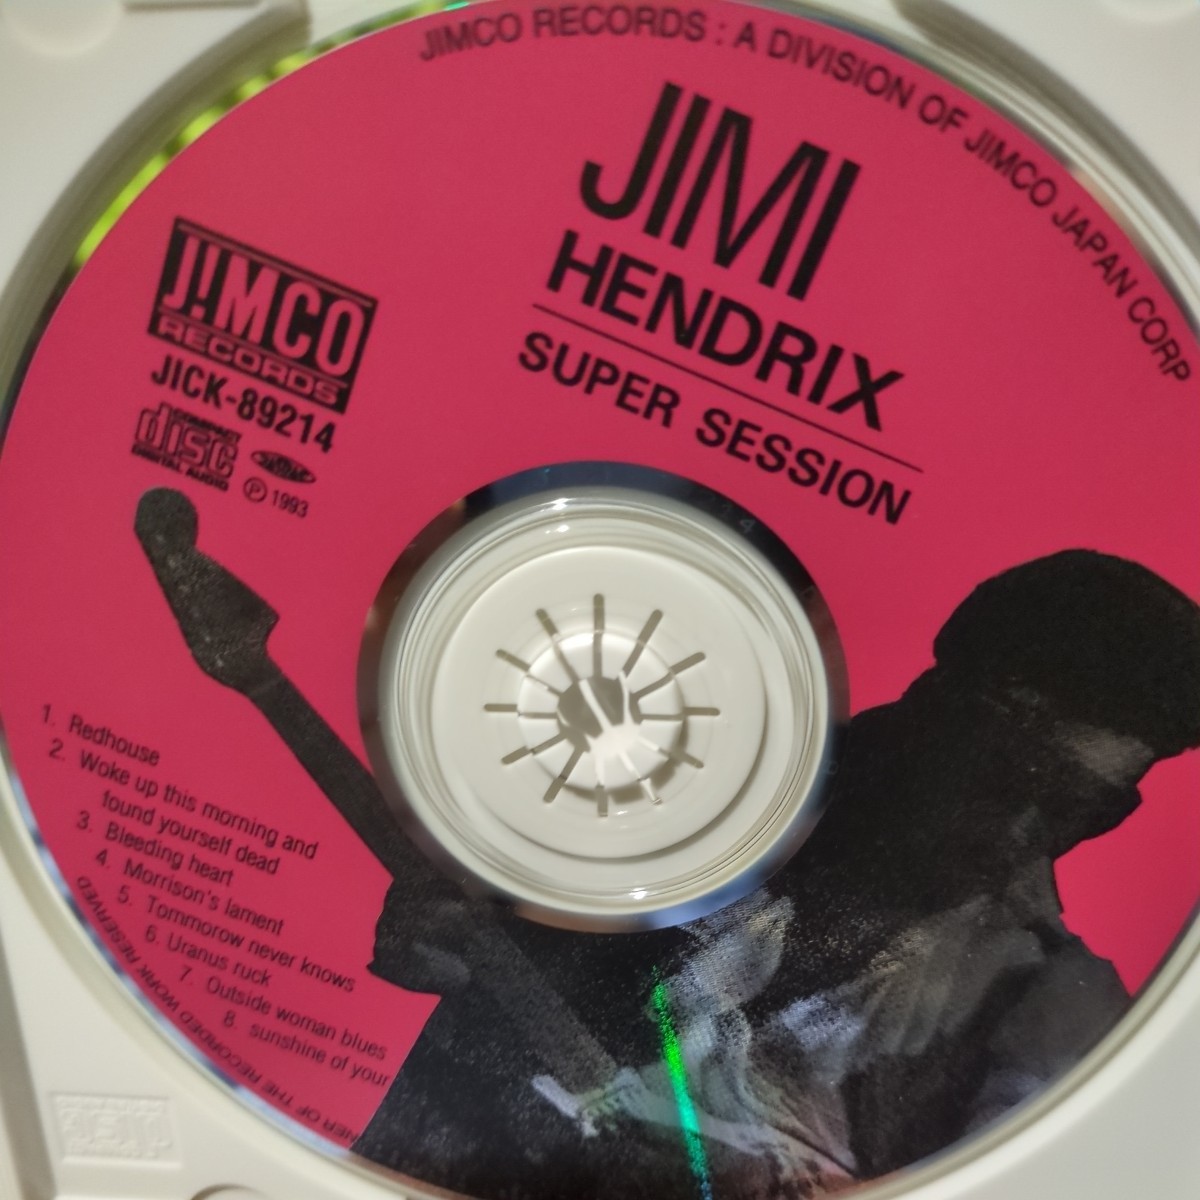 JIMCO RECORDS : A DIVISION OF JIMCO JAPAN CORP
JIMI
HENDRIX
SUPER SESSION
J!MCO
RECORDS
JICK-89214
COMPACT
disc
DIGITAL AUDIO
Ⓟ 1993
1. Redhouse
2. Woke up this morning and
found yourself dead
3. Bleeding heart
4. Morrison's lament
5. Tommorow never knows
6. Uranus ruck
7. Outside woman blues
8. sunshine of your
NER OF THE RECORDED WORK RESERVED